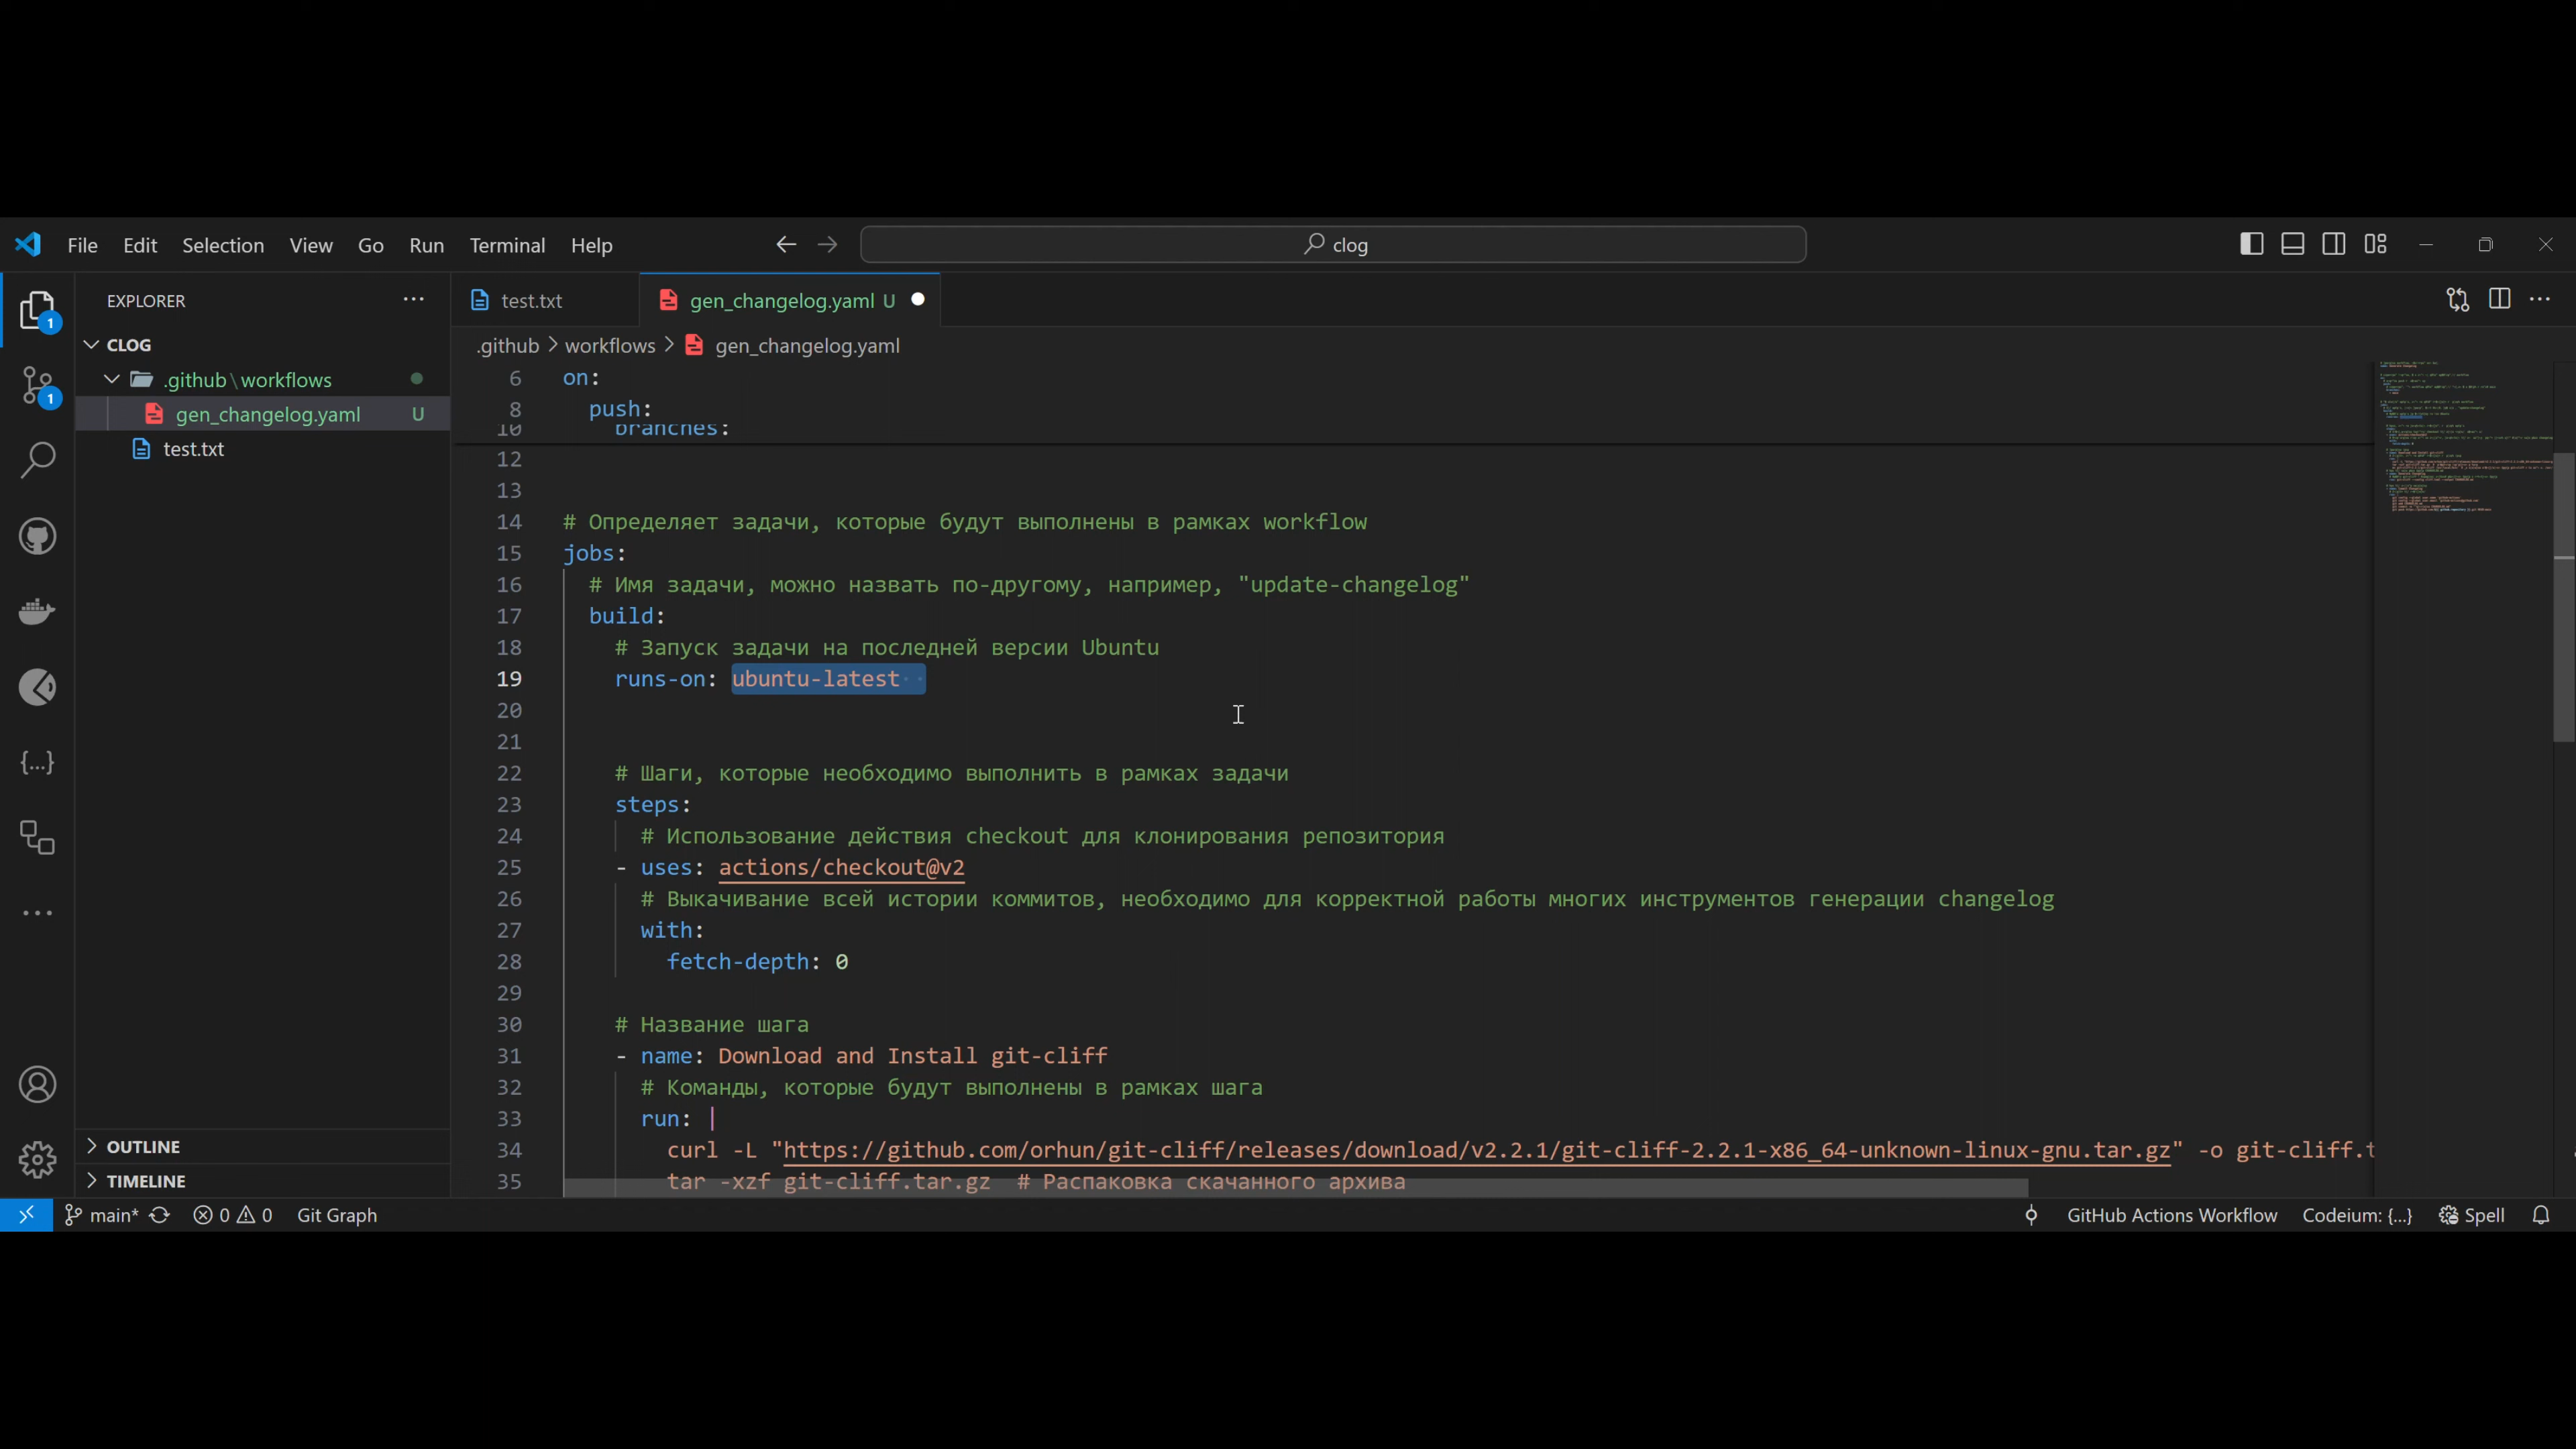 File Edit Selection View Go Run Terminal Help
clog
EXPLORER
test.txt
gen_changelog.yaml U
1
CLOG
.github > workflows > gen_changelog.yaml
.github\workflows
1
gen_changelog.yaml U
test.txt
6 on:
8 push:
10 branches:
12
13
14 # Определяет задачи, которые будут выполнены в рамках workflow
15 jobs:
16 # Имя задачи, можно назвать по-другому, например, "update-changelog"
17 build:
18 # Запуск задачи на последней версии Ubuntu
19 runs-on: ubuntu-latest
20
21
22 # Шаги, которые необходимо выполнить в рамках задачи
23 steps:
24 # Использование действия checkout для клонирования репозитория
25 - uses: actions/checkout@v2
26 # Выкачивание всей истории коммитов, необходимо для корректной работы многих инструментов генерации changelog
27 with:
28 fetch-depth: 0
29
30 # Название шага
31 - name: Download and Install git-cliff
32 # Команды, которые будут выполнены в рамках шага
33 run: |
34 curl -L "https://github.com/orhun/git-cliff/releases/download/v2.2.1/git-cliff-2.2.1-x86_64-unknown-linux-gnu.tar.gz" -o git-cliff.t
35 tar -xzf git-cliff.tar.gz # Распаковка скачанного архива
OUTLINE
TIMELINE
main* 0 0 Git Graph
GitHub Actions Workflow Codeium: {...} Spell